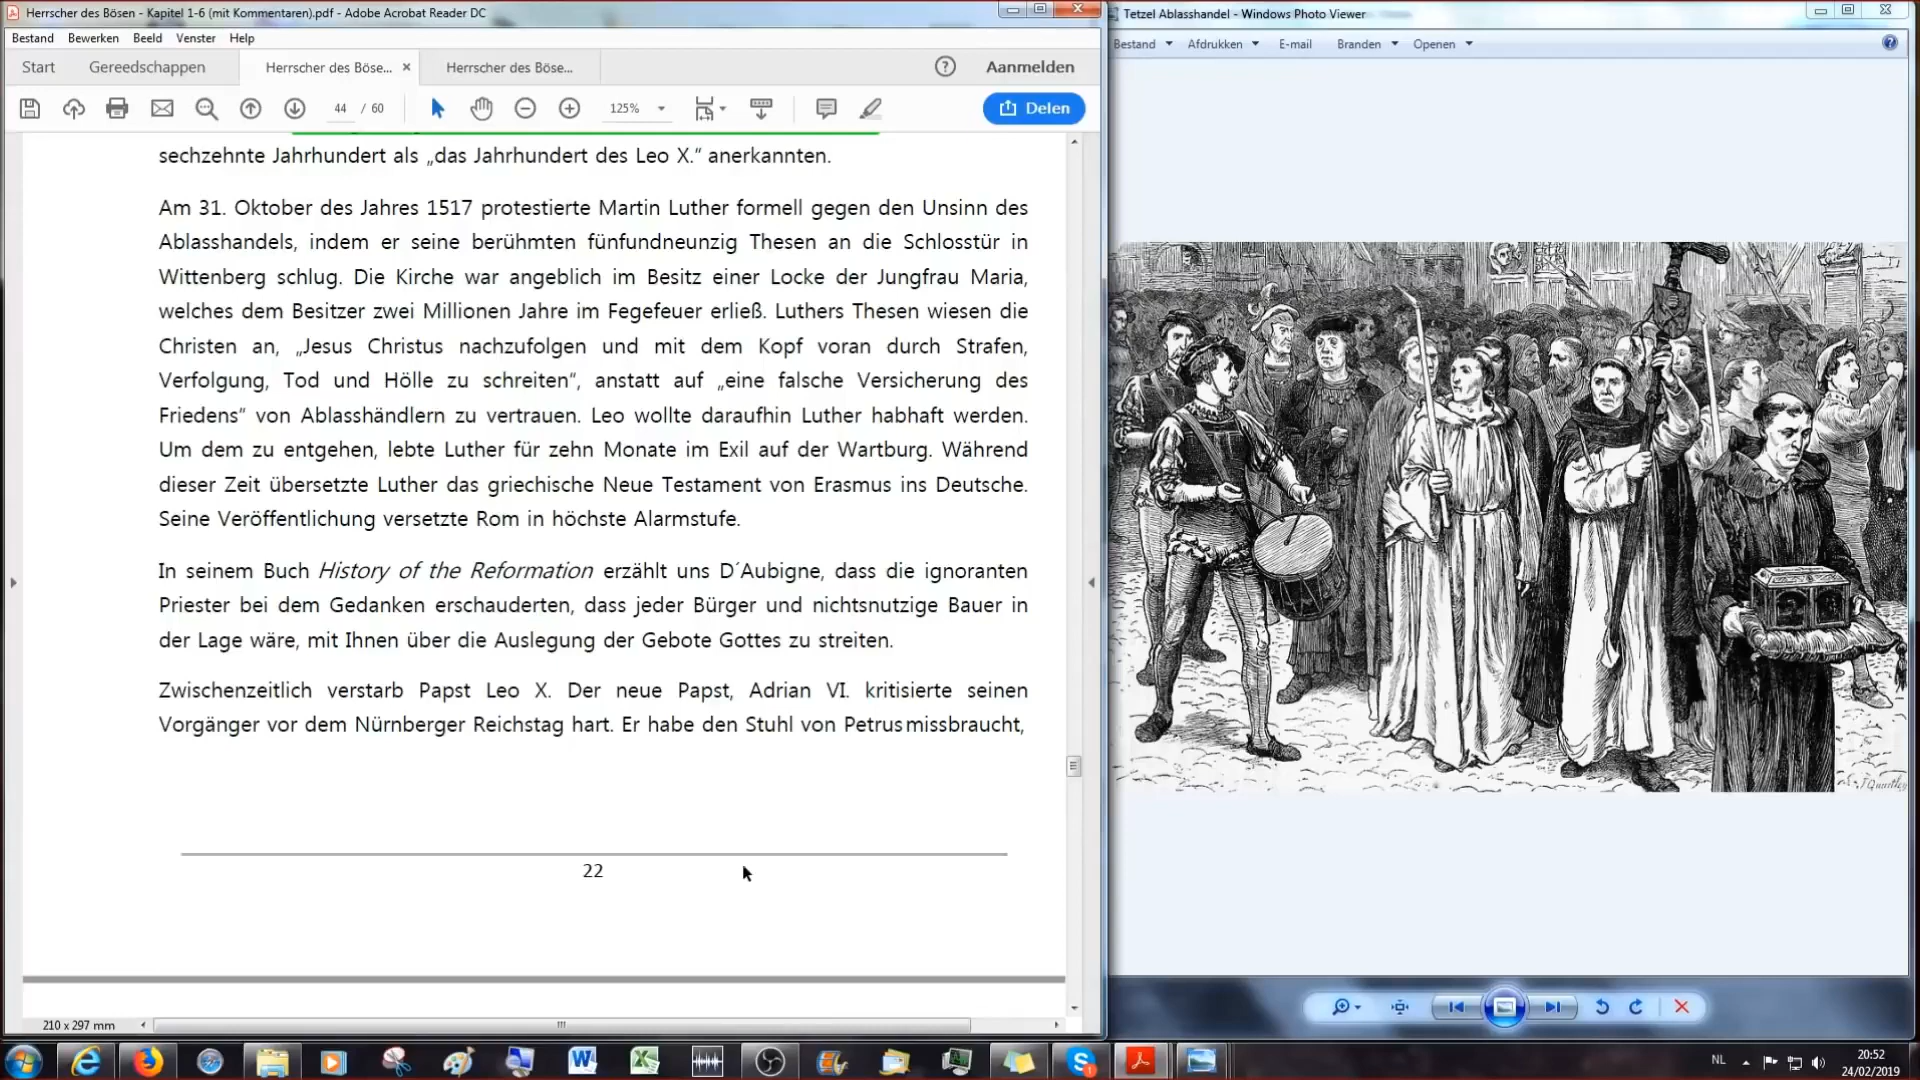 Herrscher des Bösen - Kapitel 1-6 (mit Kommentaren).pdf - Adobe Acrobat Reader DC
Bestand Bewerken Beeld Venster Help
Start Gereedschappen Herrscher des Böse... × Herrscher des Böse... Aanmelden
44 / 60 125% Delen
sechzehnte Jahrhundert als „das Jahrhundert des Leo X.“ anerkannten.
Am 31. Oktober des Jahres 1517 protestierte Martin Luther formell gegen den Unsinn des
Ablasshandels, indem er seine berühmten fünfundneunzig Thesen an die Schlosstür in
Wittenberg schlug. Die Kirche war angeblich im Besitz einer Locke der Jungfrau Maria,
welches dem Besitzer zwei Millionen Jahre im Fegefeuer erließ. Luthers Thesen wiesen die
Christen an, „Jesus Christus nachzufolgen und mit dem Kopf voran durch Strafen,
Verfolgung, Tod und Hölle zu schreiten“, anstatt auf „eine falsche Versicherung des
Friedens“ von Ablasshändlern zu vertrauen. Leo wollte daraufhin Luther habhaft werden.
Um dem zu entgehen, lebte Luther für zehn Monate im Exil auf der Wartburg. Während
dieser Zeit übersetzte Luther das griechische Neue Testament von Erasmus ins Deutsche.
Seine Veröffentlichung versetzte Rom in höchste Alarmstufe.
In seinem Buch History of the Reformation erzählt uns D´Aubigne, dass die ignoranten
Priester bei dem Gedanken erschauderten, dass jeder Bürger und nichtsnutzige Bauer in
der Lage wäre, mit Ihnen über die Auslegung der Gebote Gottes zu streiten.
Zwischenzeitlich verstarb Papst Leo X. Der neue Papst, Adrian VI. kritisierte seinen
Vorgänger vor dem Nürnberger Reichstag hart. Er habe den Stuhl von Petrus missbraucht,
22
210 x 297 mm
Tetzel Ablasshandel - Windows Photo Viewer
Bestand Afdrukken E-mail Branden Openen
NL
20:52
24/02/2019